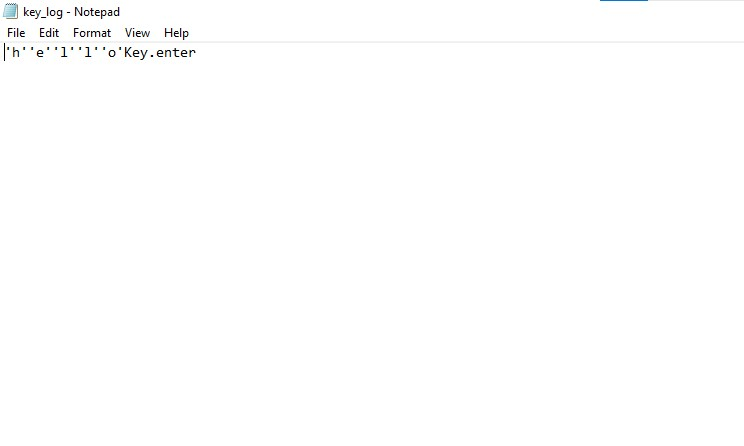 key_log - Notepad
File Edit Format View Help
'h''e''l''l''o'Key.enter